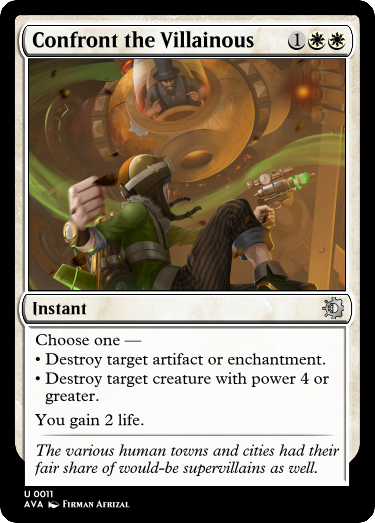 Confront the Villainous 1
Instant
Choose one —
• Destroy target artifact or enchantment.
• Destroy target creature with power 4 or
greater.
You gain 2 life.
The various human towns and cities had their
fair share of would-be supervillains as well.
U 0011
AVA Firman Afrizal